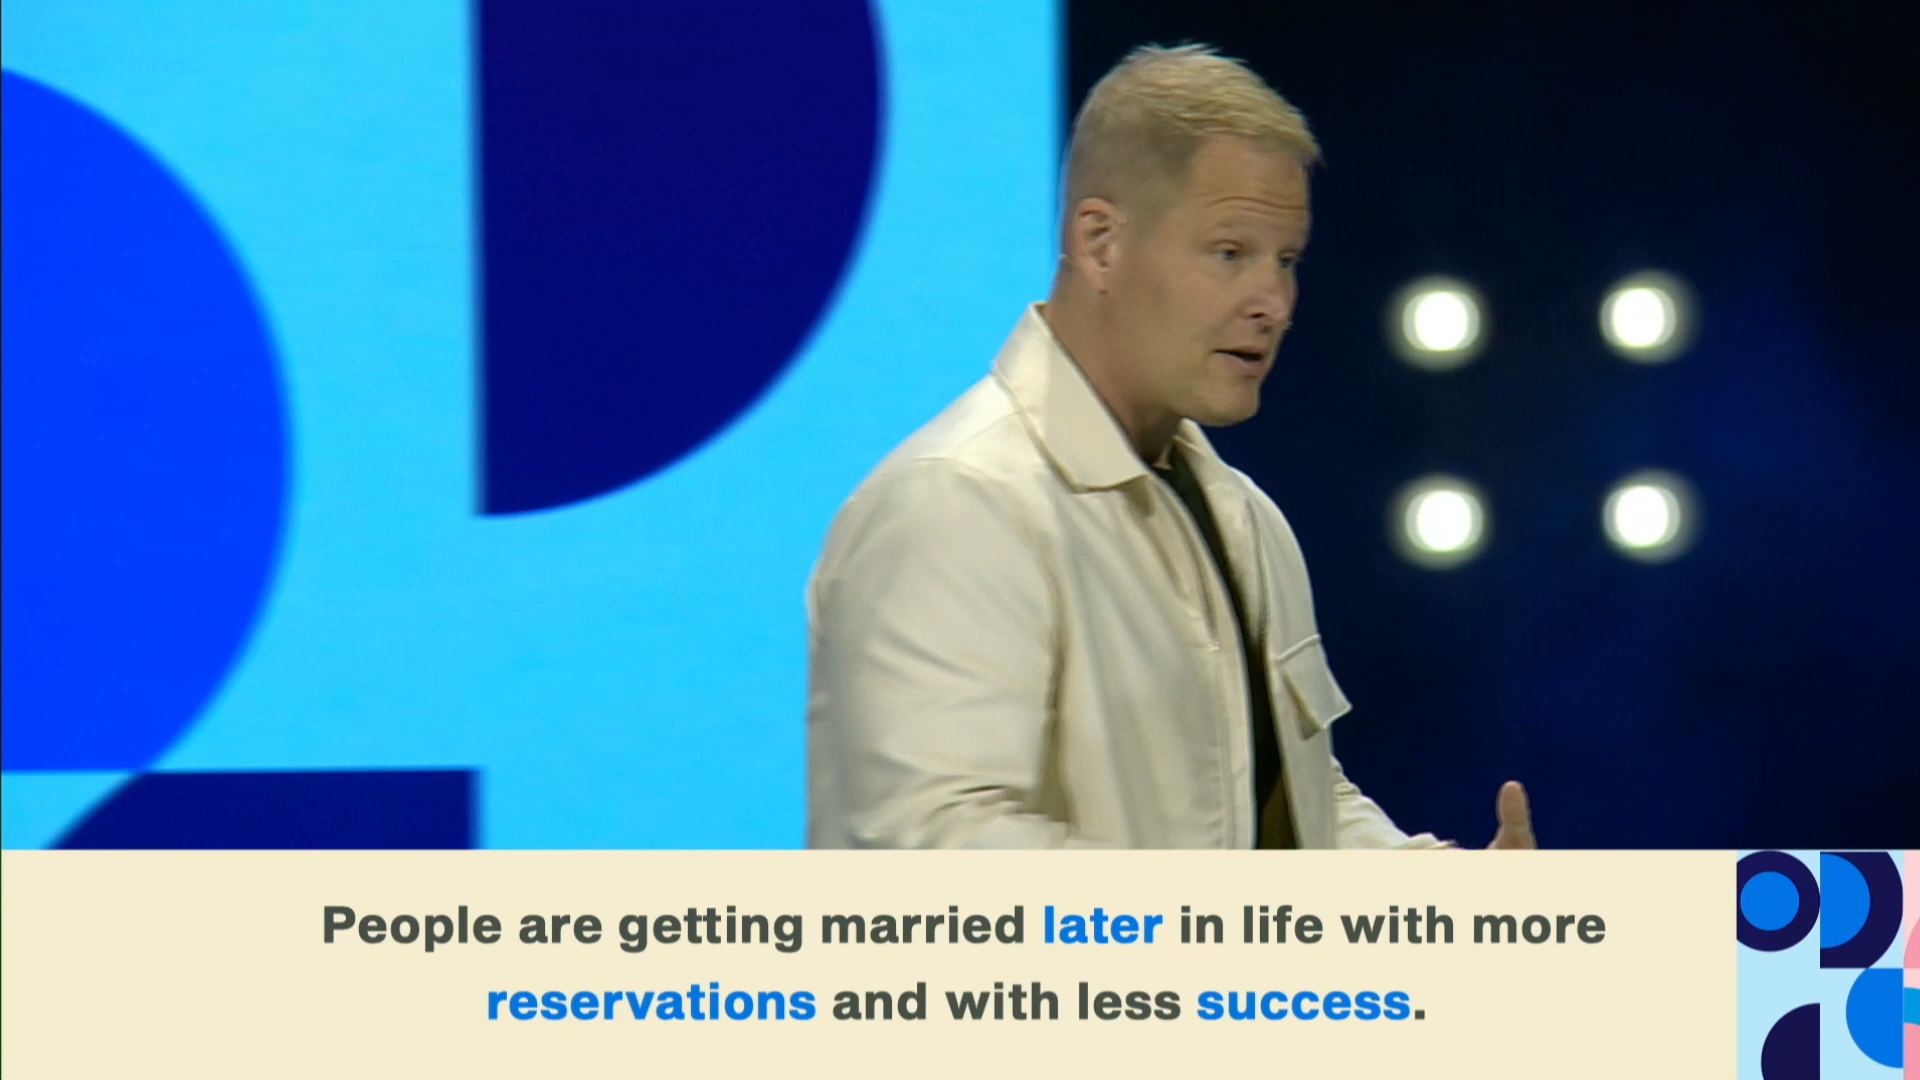 People are getting married later in life with more
reservations and with less success.